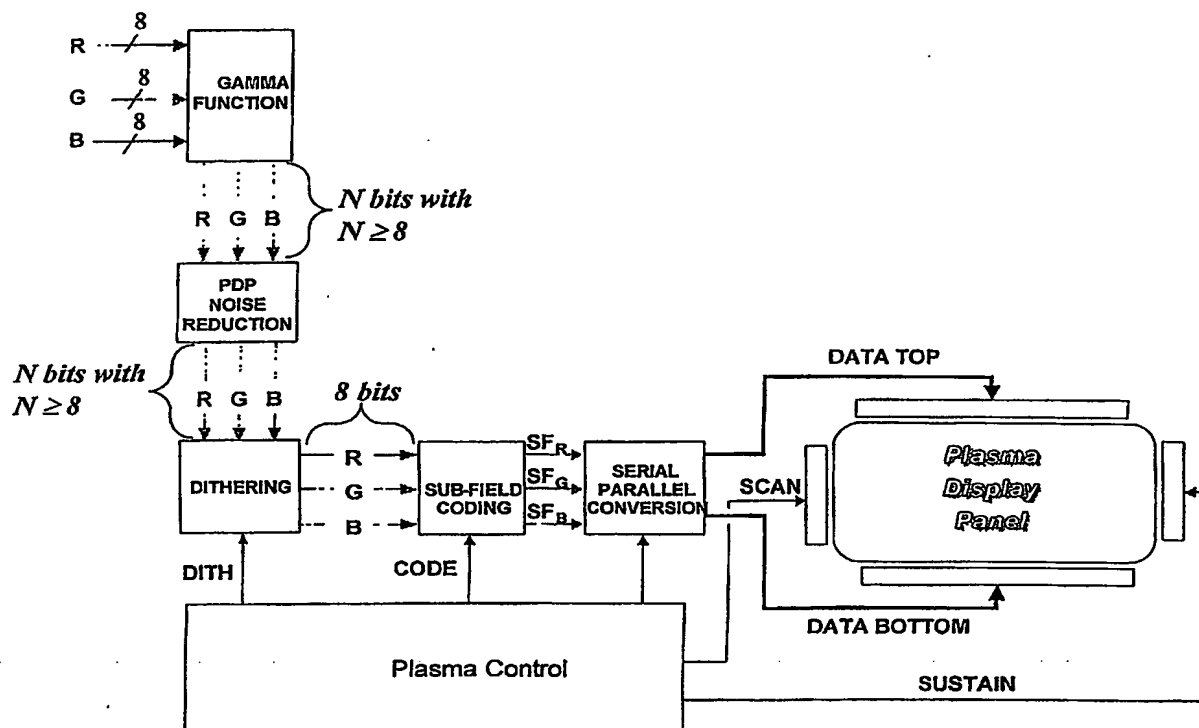 R 8
G 8
B 8
GAMMA
FUNCTION
R G B
N bits with
N ≥ 8
PDP
NOISE
REDUCTION
N bits with
N ≥ 8
R G B
8 bits
DITHERING
R
G
B
SUB-FIELD
CODING
SF_R
SF_G
SF_B
SERIAL
PARALLEL
CONVERSION
DATA TOP
SCAN
Plasma
Display
Panel
DATA BOTTOM
DITH
CODE
Plasma Control
SUSTAIN